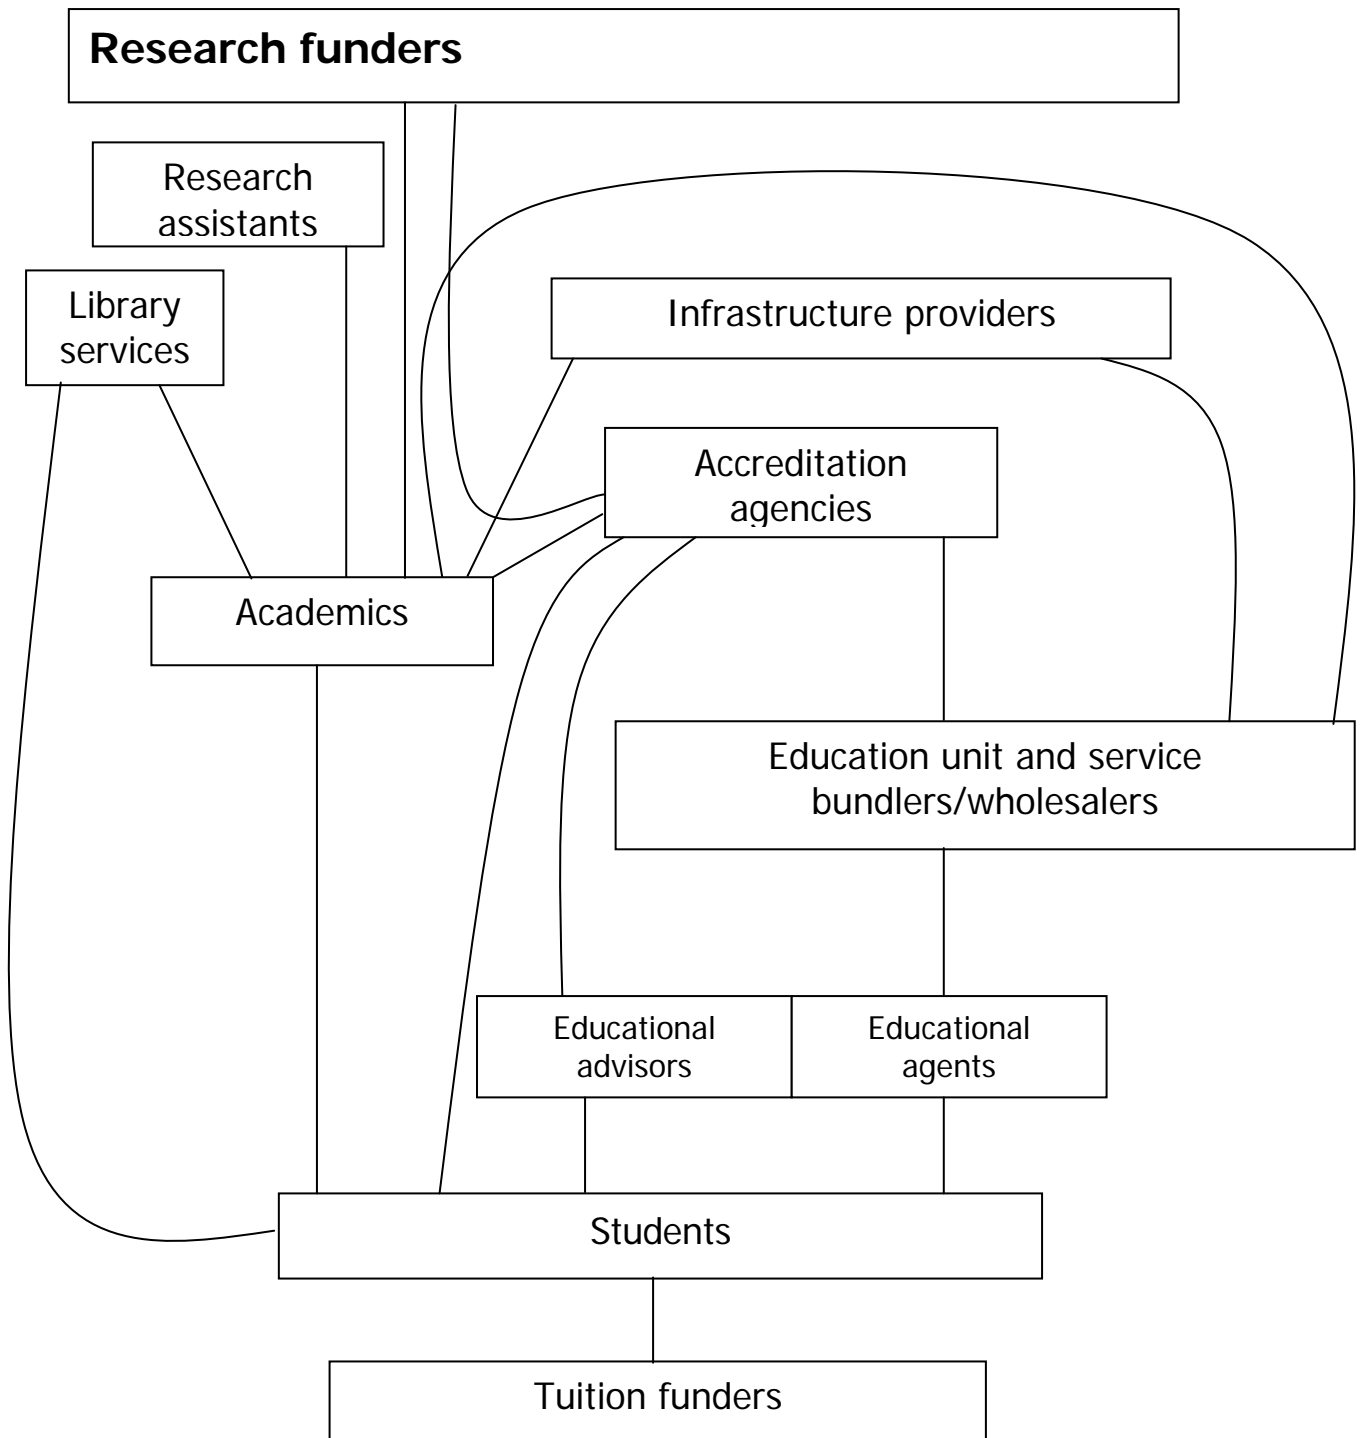 Research funders
Research
assistants
Library
services
Infrastructure providers
Accreditation
agencies
Academics
Education unit and service
bundlers/wholesalers
Educational
advisors
Educational
agents
Students
Tuition funders